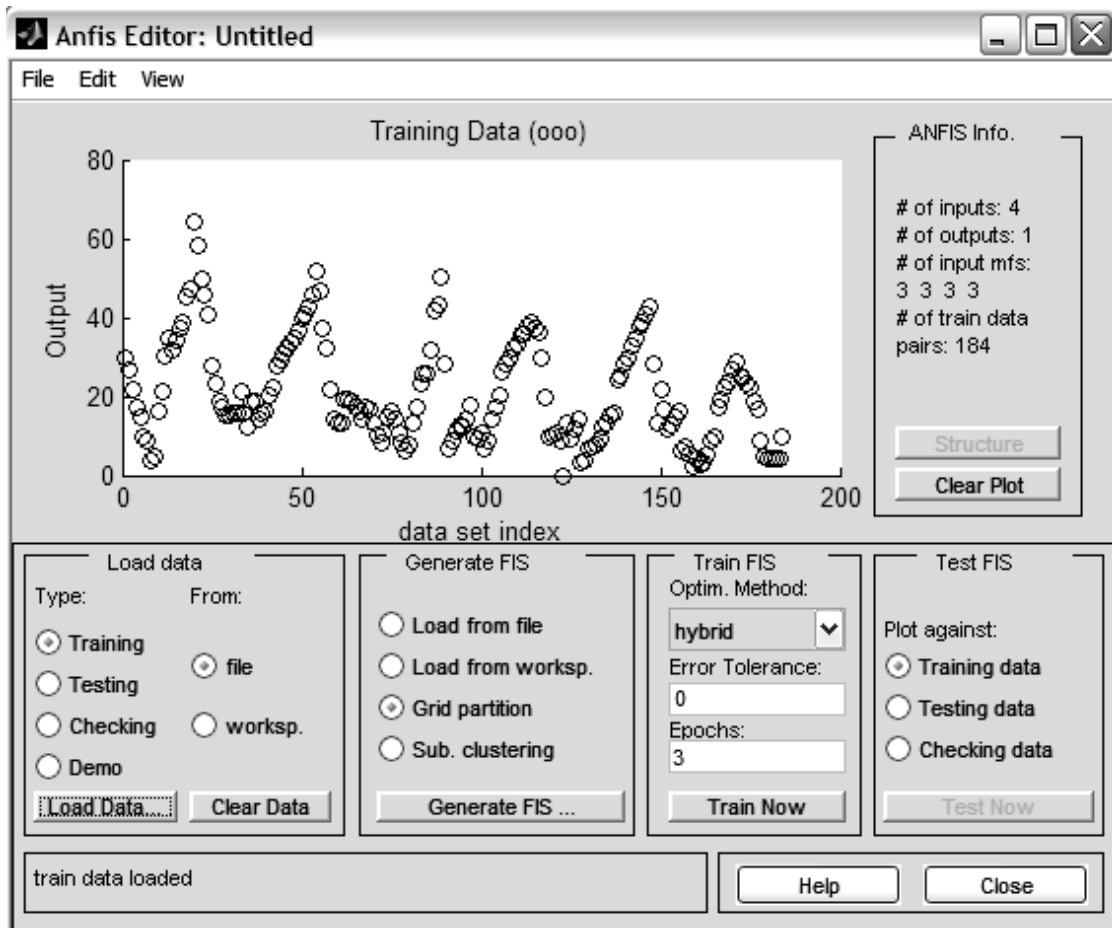 Anfis Editor: Untitled
File Edit View
Training Data (ooo)
80
60
40
20
0
Output
0 50 100 150 200
data set index
ANFIS Info.
# of inputs: 4
# of outputs: 1
# of input mfs:
3 3 3 3
# of train data
pairs: 184
Structure
Clear Plot
Load data
Type: From:
Training
file
Testing
Checking
worksp.
Demo
Load Data... Clear Data
Generate FIS
Load from file
Load from worksp.
Grid partition
Sub. clustering
Generate FIS ...
Train FIS
Optim. Method:
hybrid
Error Tolerance:
0
Epochs:
3
Train Now
Test FIS
Plot against:
Training data
Testing data
Checking data
Test Now
train data loaded
Help Close